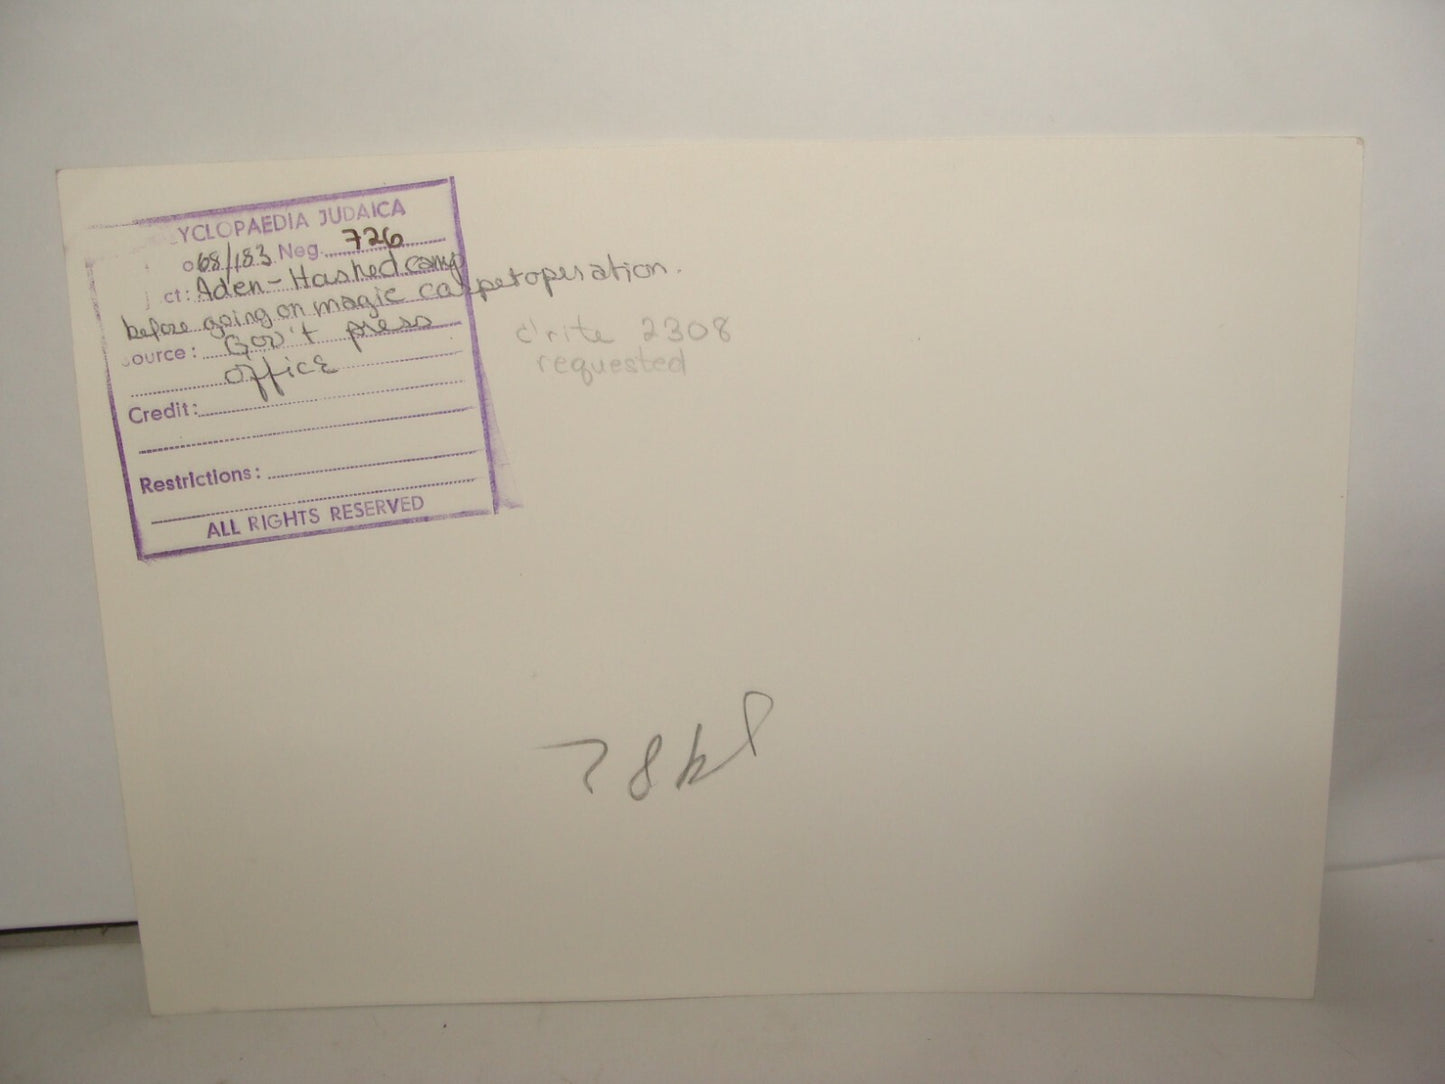 YCLOPAEDIA JUDAICA
o 68/183 Neg. 726
ct: Aden - Hashed camp
before going on magic carpet operation.
ource: Gov't press
office
Credit:
Restrictions:
ALL RIGHTS RESERVED
c'rite 2308
requested